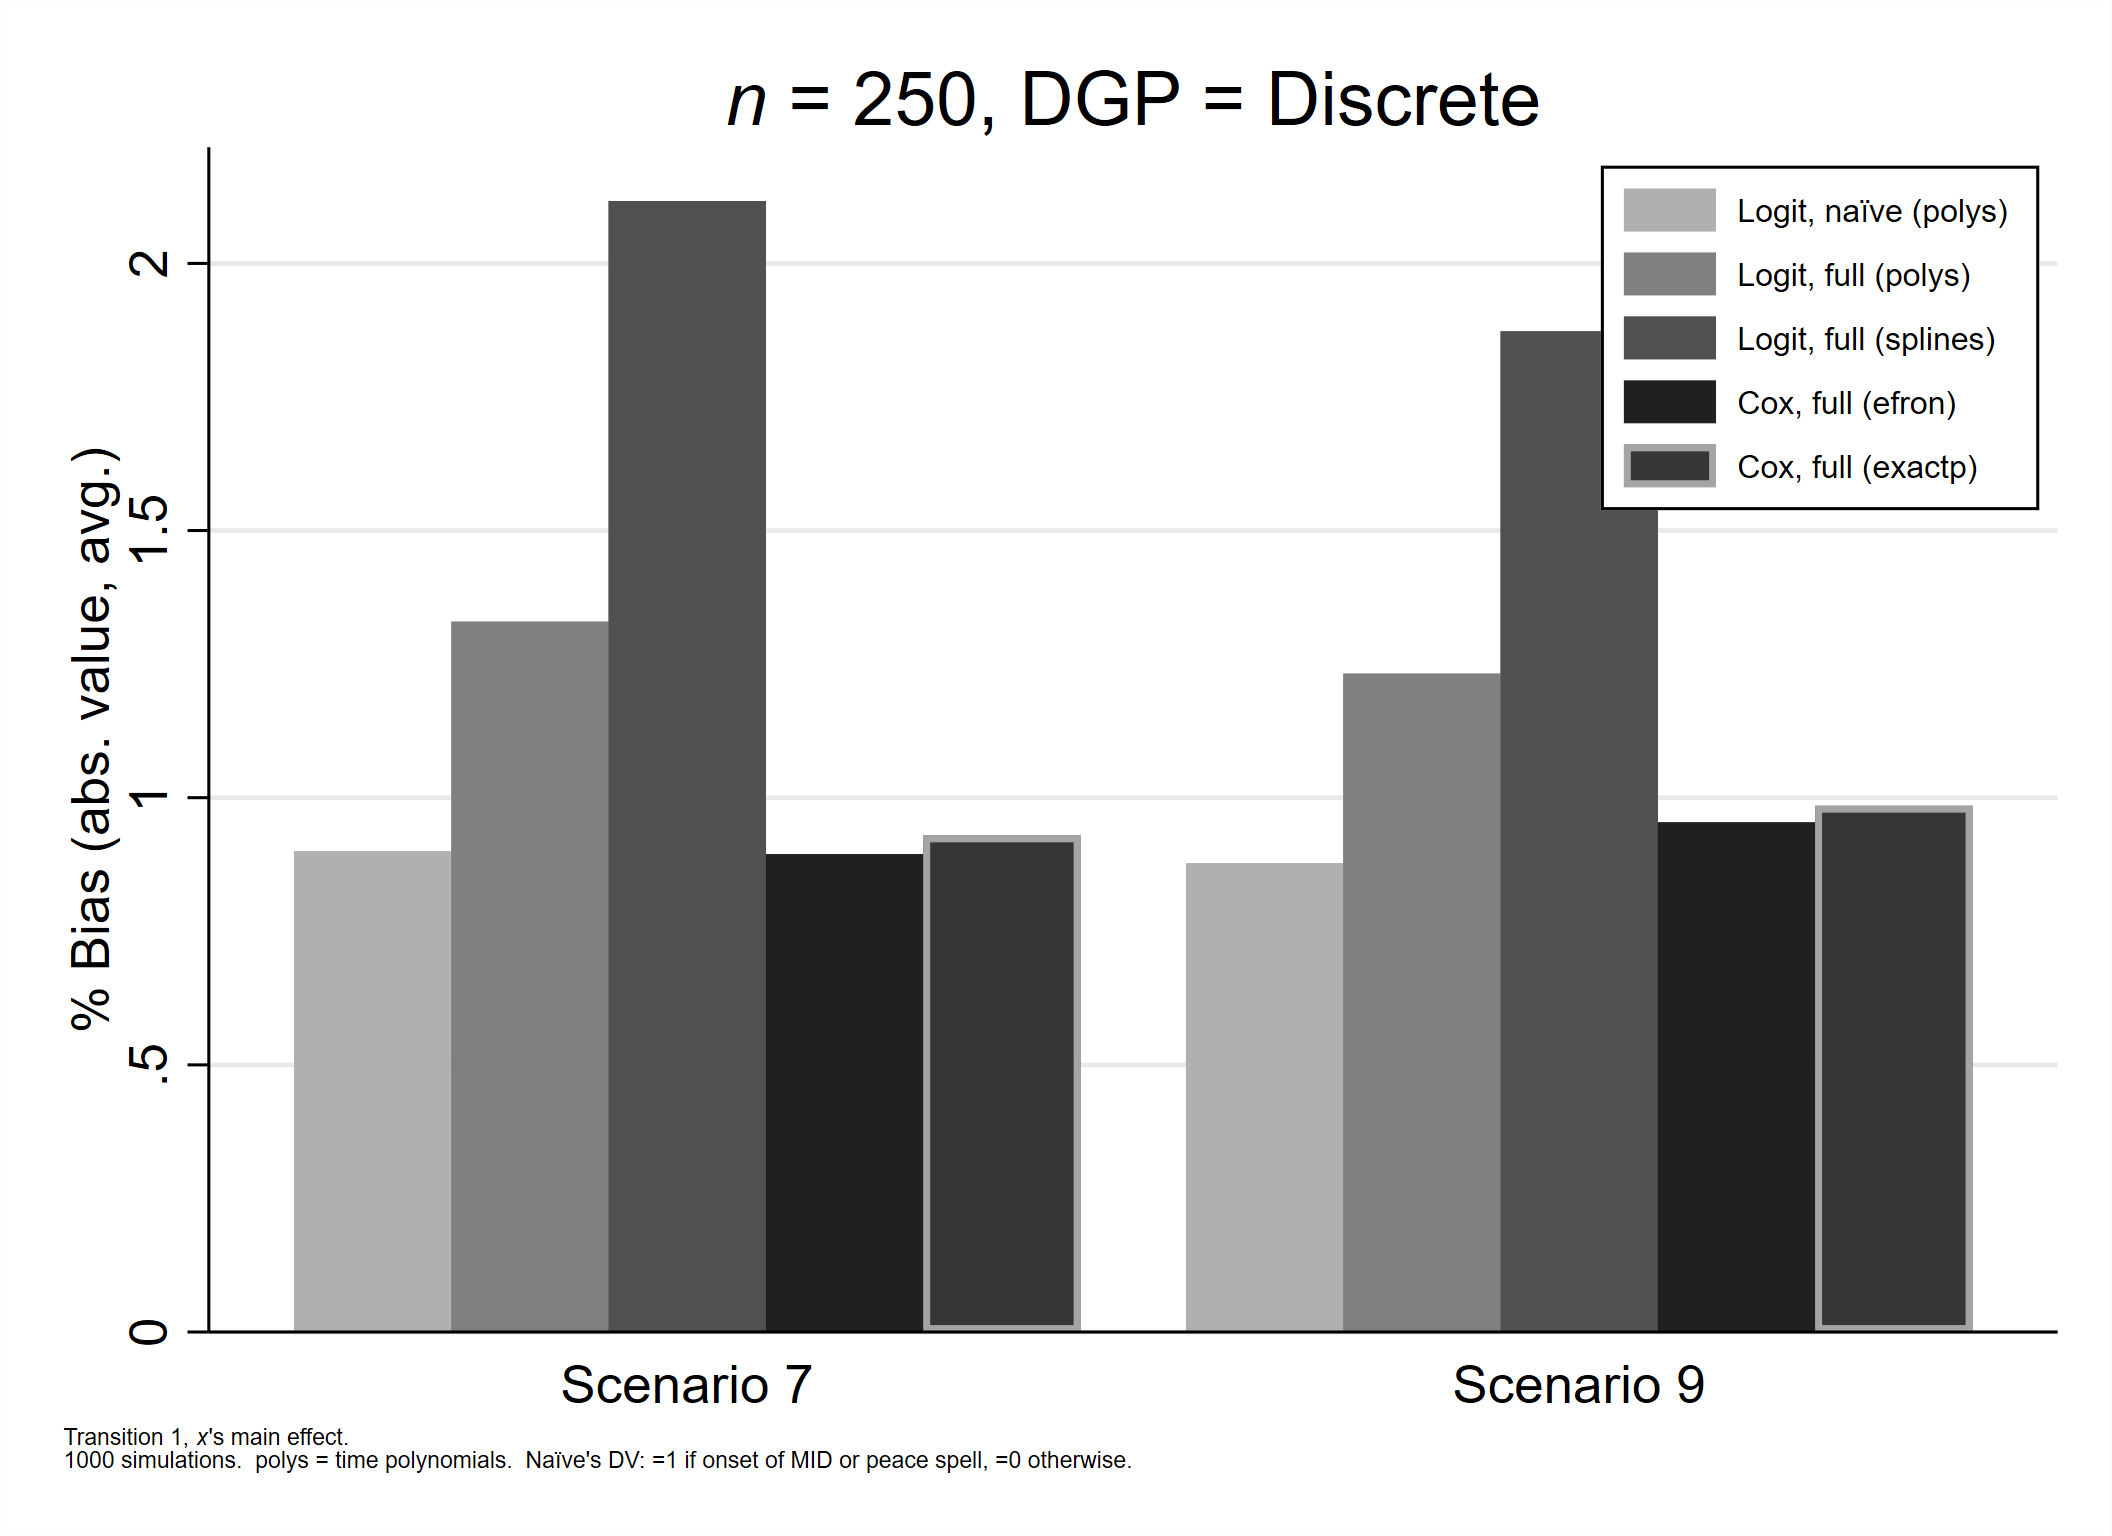 n = 250, DGP = Discrete
% Bias (abs. value, avg.)
2
1.5
1
.5
0
Logit, naïve (polys)
Logit, full (polys)
Logit, full (splines)
Cox, full (efron)
Cox, full (exactp)
Scenario 7
Scenario 9
Transition 1, x's main effect.
1000 simulations.  polys = time polynomials.  Naïve's DV: =1 if onset of MID or peace spell, =0 otherwise.